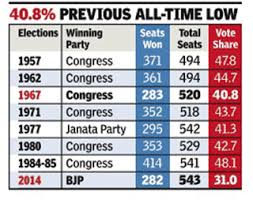 40.8% PREVIOUS ALL-TIME LOW
Elections Winning Party Seats Won Total Seats Vote Share
1957 Congress 371 494 47.8
1962 Congress 361 494 44.7
1967 Congress 283 520 40.8
1971 Congress 352 518 43.7
1977 Janata Party 295 542 41.3
1980 Congress 353 529 42.7
1984-85 Congress 414 541 48.1
2014 BJP 282 543 31.0